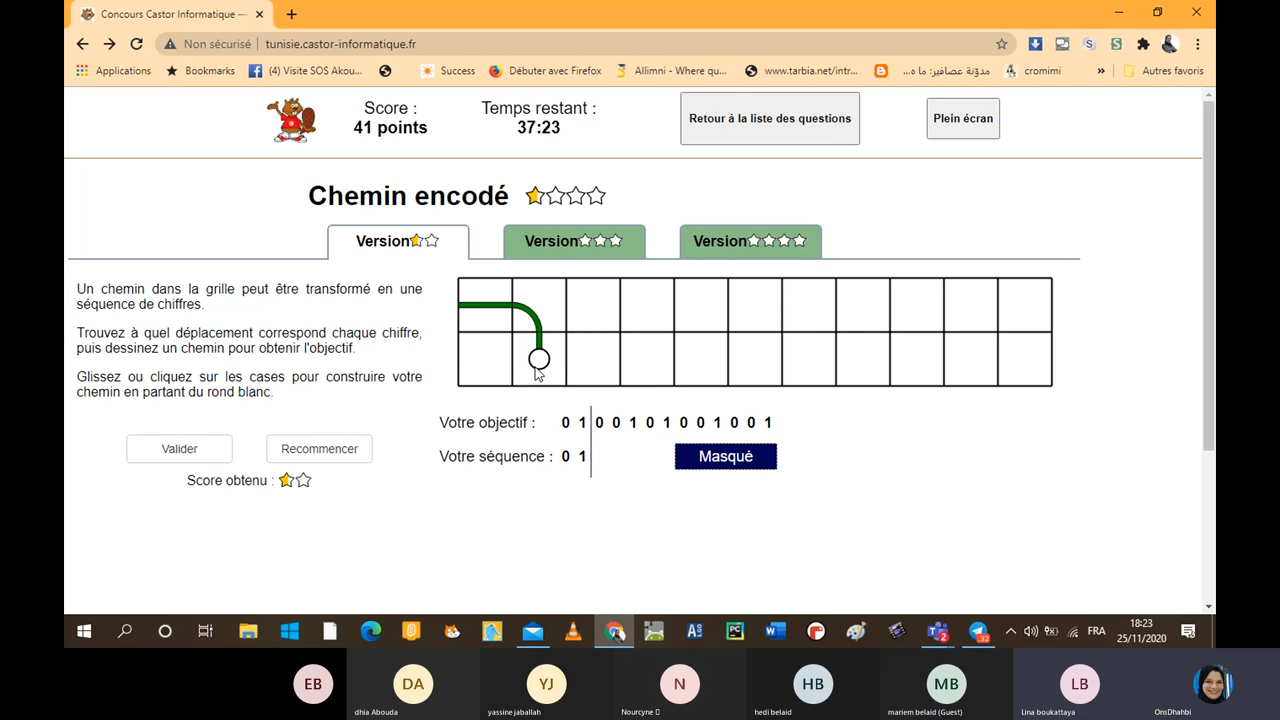 Concours Castor Informatique —
Non sécurisé
tunisie.castor-informatique.fr
Applications
Bookmarks
(4) Visite SOS Akou...
Success
Débuter avec Firefox
Allimni - Where qu...
www.tarbia.net/intr...
مدوّنة عصافير: ما ه...
cromimi
»
Autres favoris
Score :
41 points
Temps restant :
37:23
Retour à la liste des questions
Plein écran
Chemin encodé
Version
Version
Version
Un chemin dans la grille peut être transformé en une
séquence de chiffres.
Trouvez à quel déplacement correspond chaque chiffre,
puis dessinez un chemin pour obtenir l'objectif.
Glissez ou cliquez sur les cases pour construire votre
chemin en partant du rond blanc.
Valider
Recommencer
Score obtenu :
Votre objectif : 0 1 0 0 1 0 1 0 0 1 0 0 1
Votre séquence : 0 1
Masqué
FRA
18:23
25/11/2020
EB
DA
YJ
N
HB
MB
LB
dhia Abouda
yassine jaballah
Nourcyne
hedi belaid
mariem belaid (Guest)
Lina boukattaya
OnsDhahbi